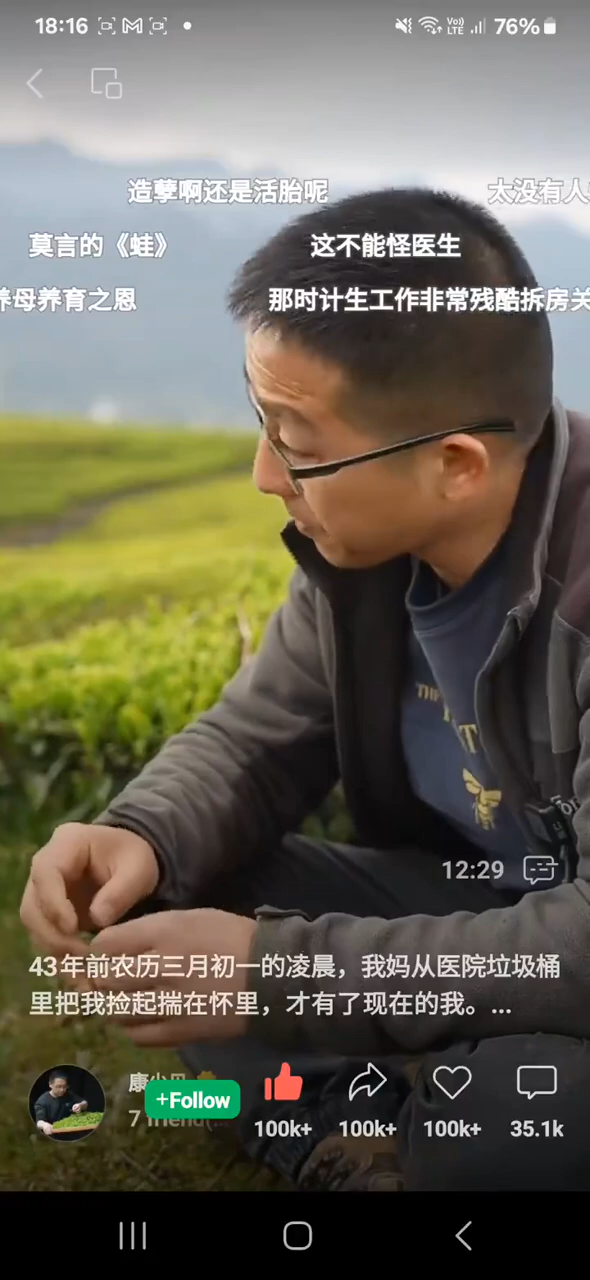 18:16
Vo))
LTE
76%
造孽啊还是活胎呢
太没有人
莫言的《蛙》
这不能怪医生
养母养育之恩
那时计生工作非常残酷拆房关
12:29
43年前农历三月初一的凌晨，我妈从医院垃圾桶
里把我捡起揣在怀里，才有了现在的我。...
+Follow
7 friend(...
100k+
100k+
100k+
35.1k